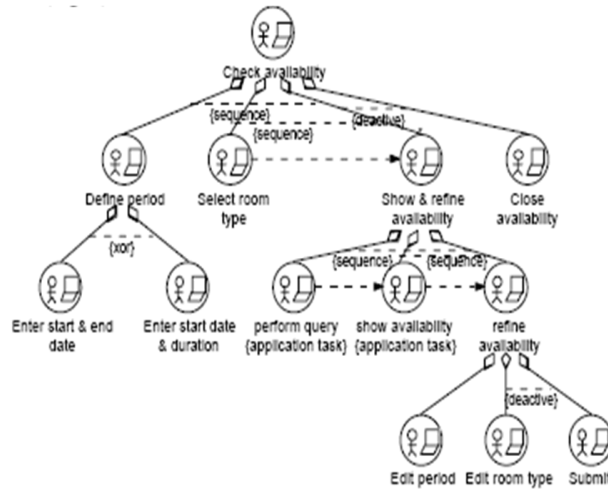 Check availability
{sequence}
{deactive}
{sequence}
Define period
Select room
type
Show & refine
availability
Close
availability
{xor}
{sequence}
{sequence}
Enter start & end
date
Enter start date
& duration
perform query
{application task}
show availability
{application task}
refine
availability
{deactive}
Edit period
Edit room type
Submit